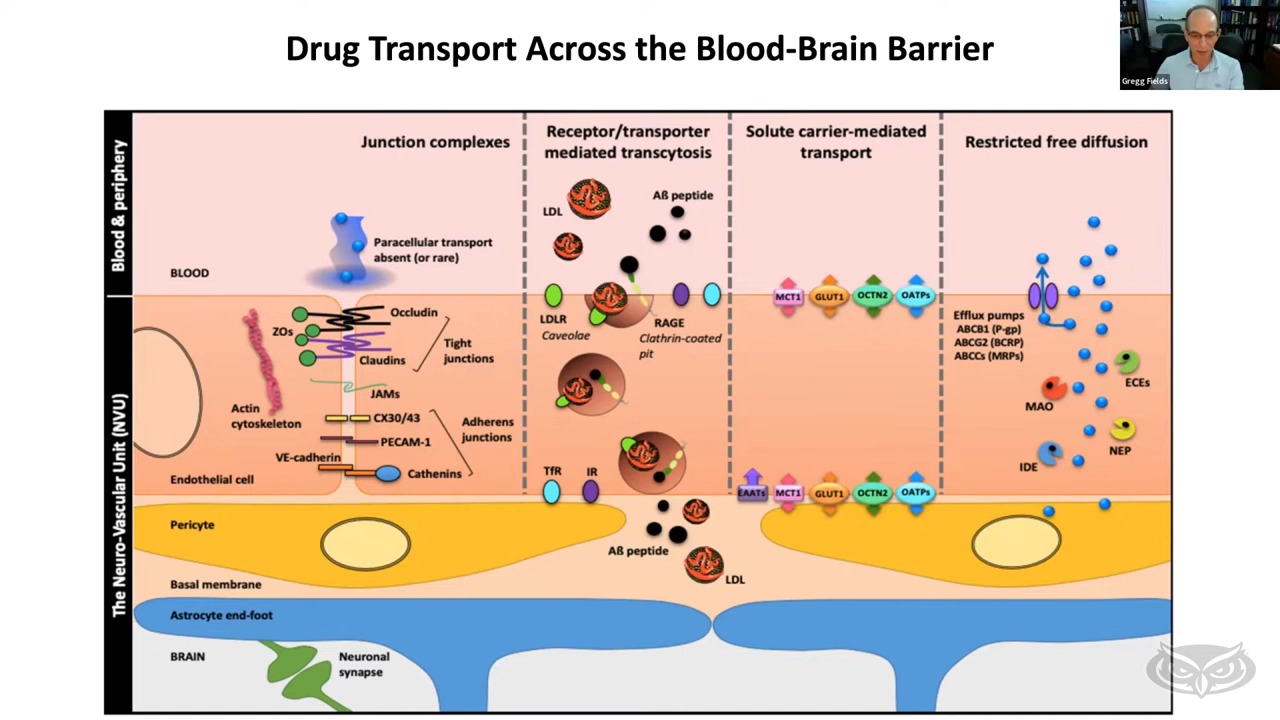 Drug Transport Across the Blood-Brain Barrier
Gregg Fields
Blood & periphery
The Neuro-Vascular Unit (NVU)
Junction complexes
BLOOD
Paracellular transport
absent (or rare)
ZOs
Occludin
Claudins
Tight
junctions
JAMs
Actin
cytoskeleton
CX30/43
PECAM-1
Adherens
junctions
VE-cadherin
Cathenins
Endothelial cell
Receptor/transporter
mediated transcytosis
LDL
Aß peptide
LDLR
Caveolae
RAGE
Clathrin-coated
pit
TfR
IR
Aß peptide
LDL
Solute carrier-mediated
transport
MCT1
GLUT1
OCTN2
OATPs
EAATs
MCT1
GLUT1
OCTN2
OATPs
Restricted free diffusion
Efflux pumps
ABCB1 (P-gp)
ABCG2 (BCRP)
ABCCs (MRPs)
ECEs
MAO
NEP
IDE
Pericyte
Basal membrane
Astrocyte end-foot
BRAIN
Neuronal
synapse